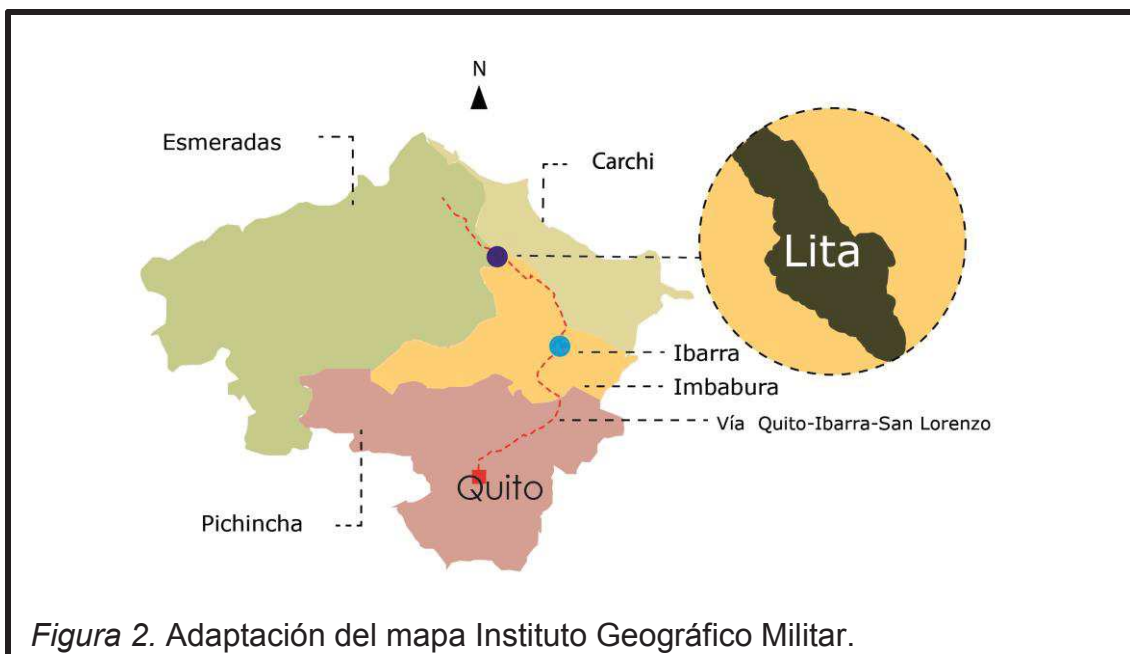 N
Esmeradas
Carchi
Lita
Ibarra
Imbabura
Vía Quito-Ibarra-San Lorenzo
Quito
Pichincha
Figura 2. Adaptación del mapa Instituto Geográfico Militar.